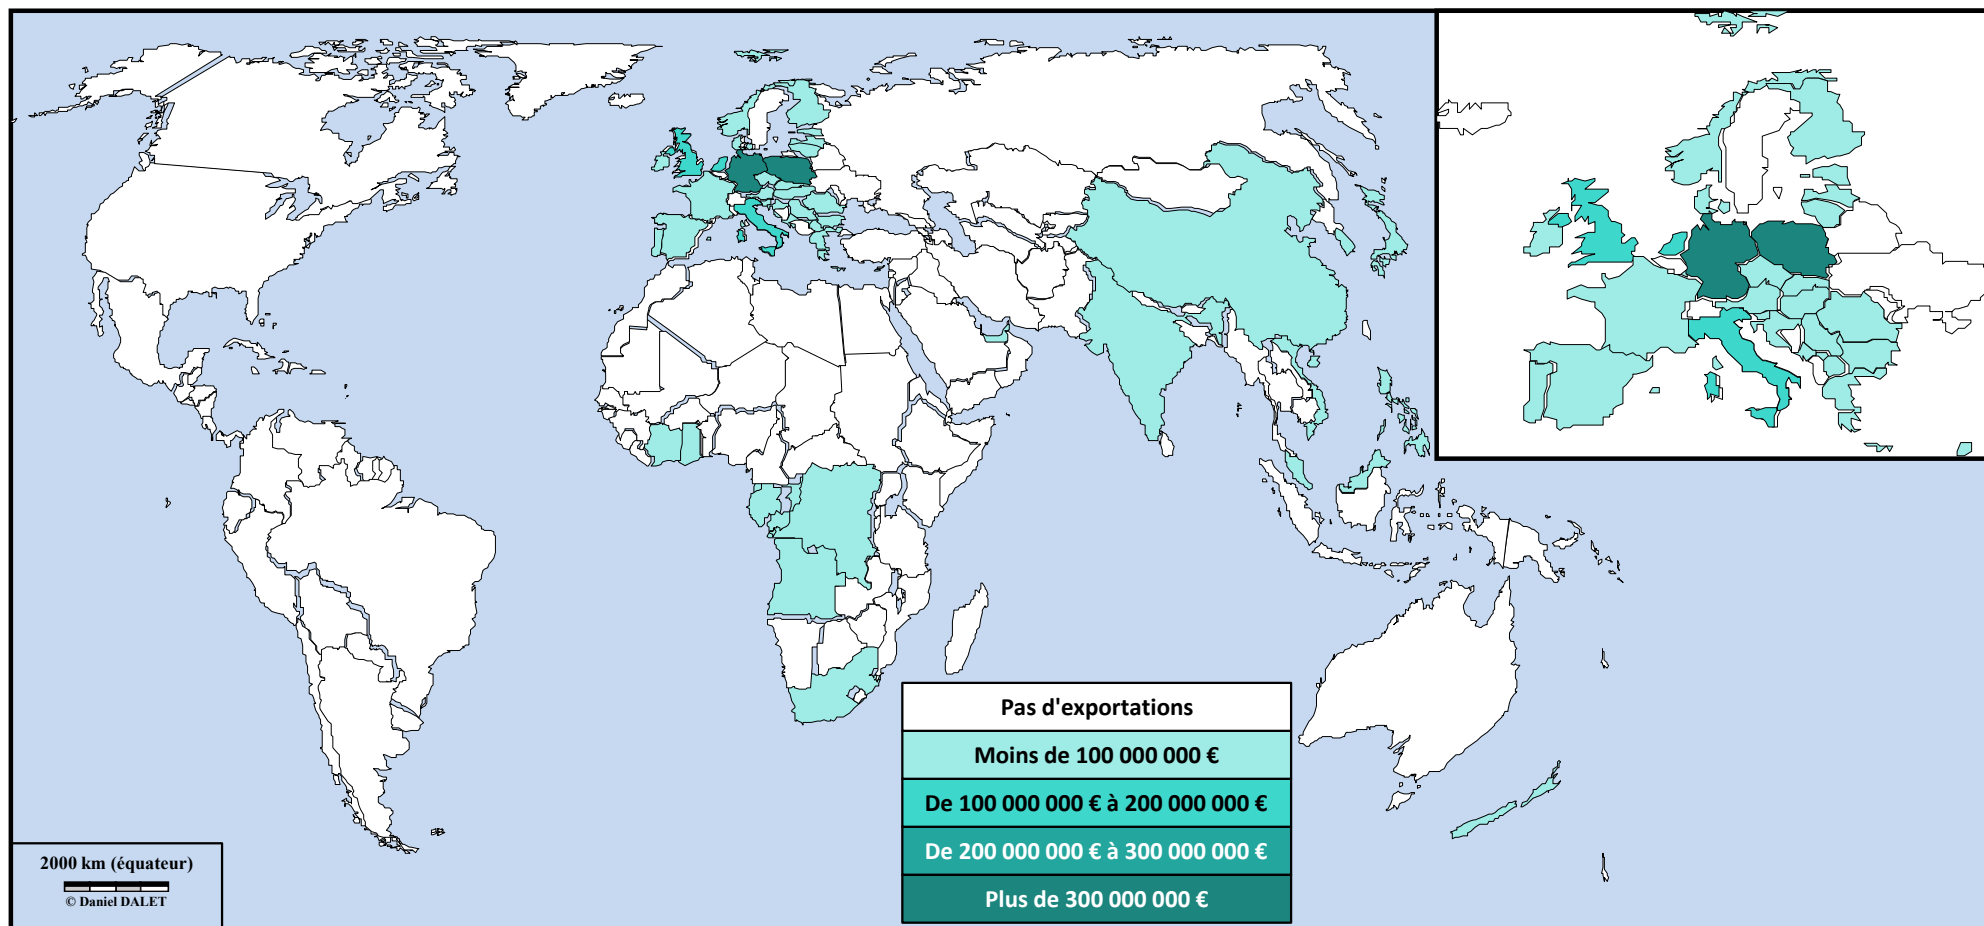 Pas d'exportations
Moins de 100 000 000 €
De 100 000 000 € à 200 000 000 €
De 200 000 000 € à 300 000 000 €
Plus de 300 000 000 €
2000 km (équateur)
© Daniel DALET